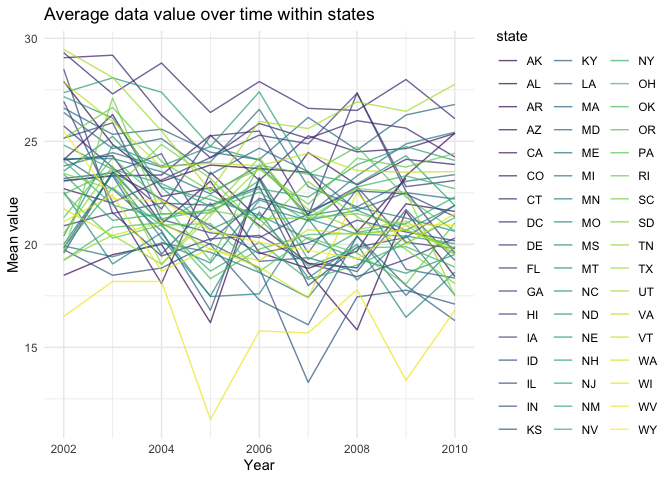 Average data value over time within states
30
25
20
15
Mean value
2002
2004
2006
2008
2010
Year
state
AK
AL
AR
AZ
CA
CO
CT
DC
DE
FL
GA
HI
IA
ID
IL
IN
KS
KY
LA
MA
MD
ME
MI
MN
MO
MS
MT
NC
ND
NE
NH
NJ
NM
NV
NY
OH
OK
OR
PA
RI
SC
SD
TN
TX
UT
VA
VT
WA
WI
WV
WY